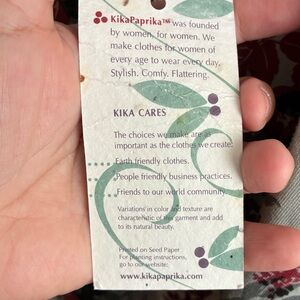 KikaPaprika™ was founded
by women, for women. We
make clothes for women of
every age to wear every day.
Stylish. Comfy. Flattering.
KIKA CARES
The choices we make are as
important as the clothes we create:
Earth friendly clothes.
People friendly business practices.
Friends to our world community.
Variations in color and texture are
characteristic of this garment and add
to its natural beauty.
Printed on Seed Paper
For planting instructions,
go to our website:
www.kikapaprika.com